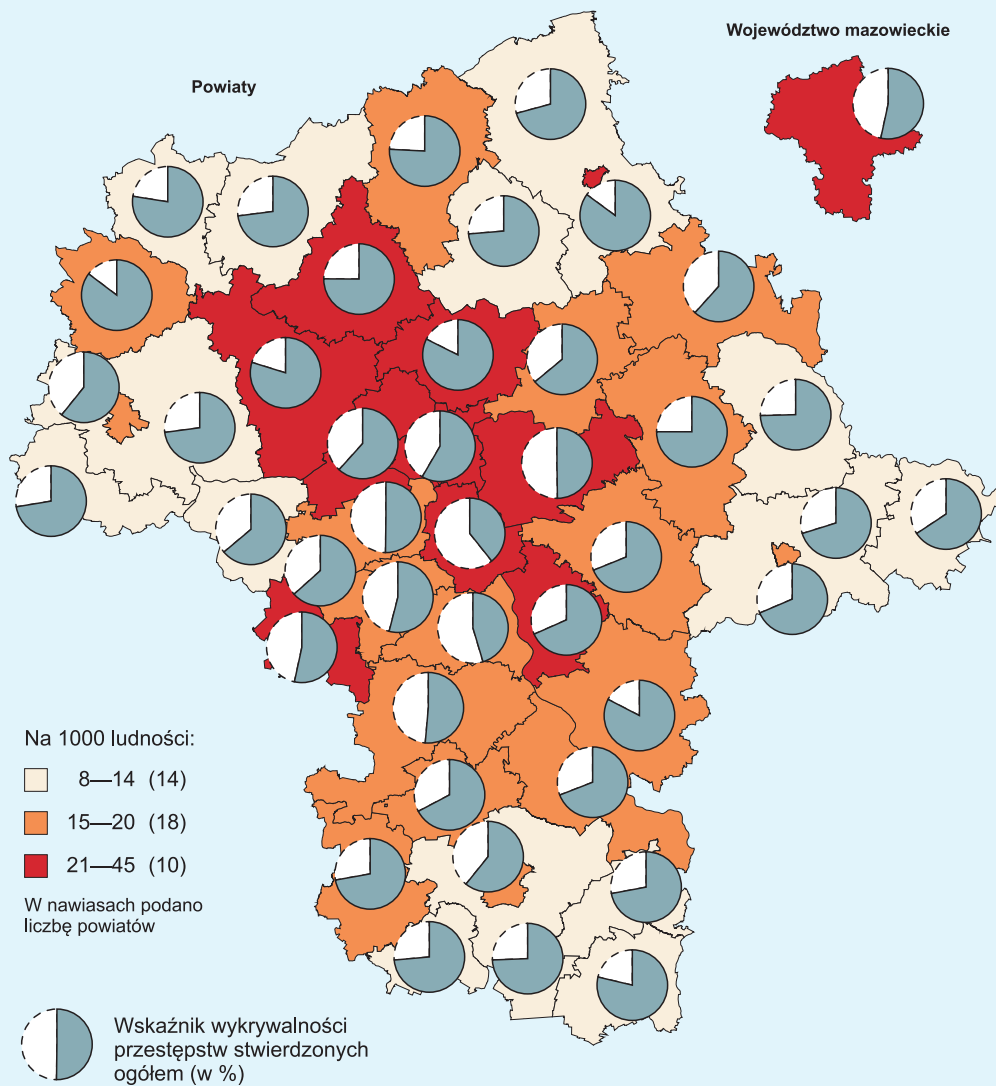 Województwo mazowieckie
Powiaty
Na 1000 ludności:
8—14 (14)
15—20 (18)
21—45 (10)
W nawiasach podano
liczbę powiatów
Wskaźnik wykrywalności
przestępstw stwierdzonych
ogółem (w %)